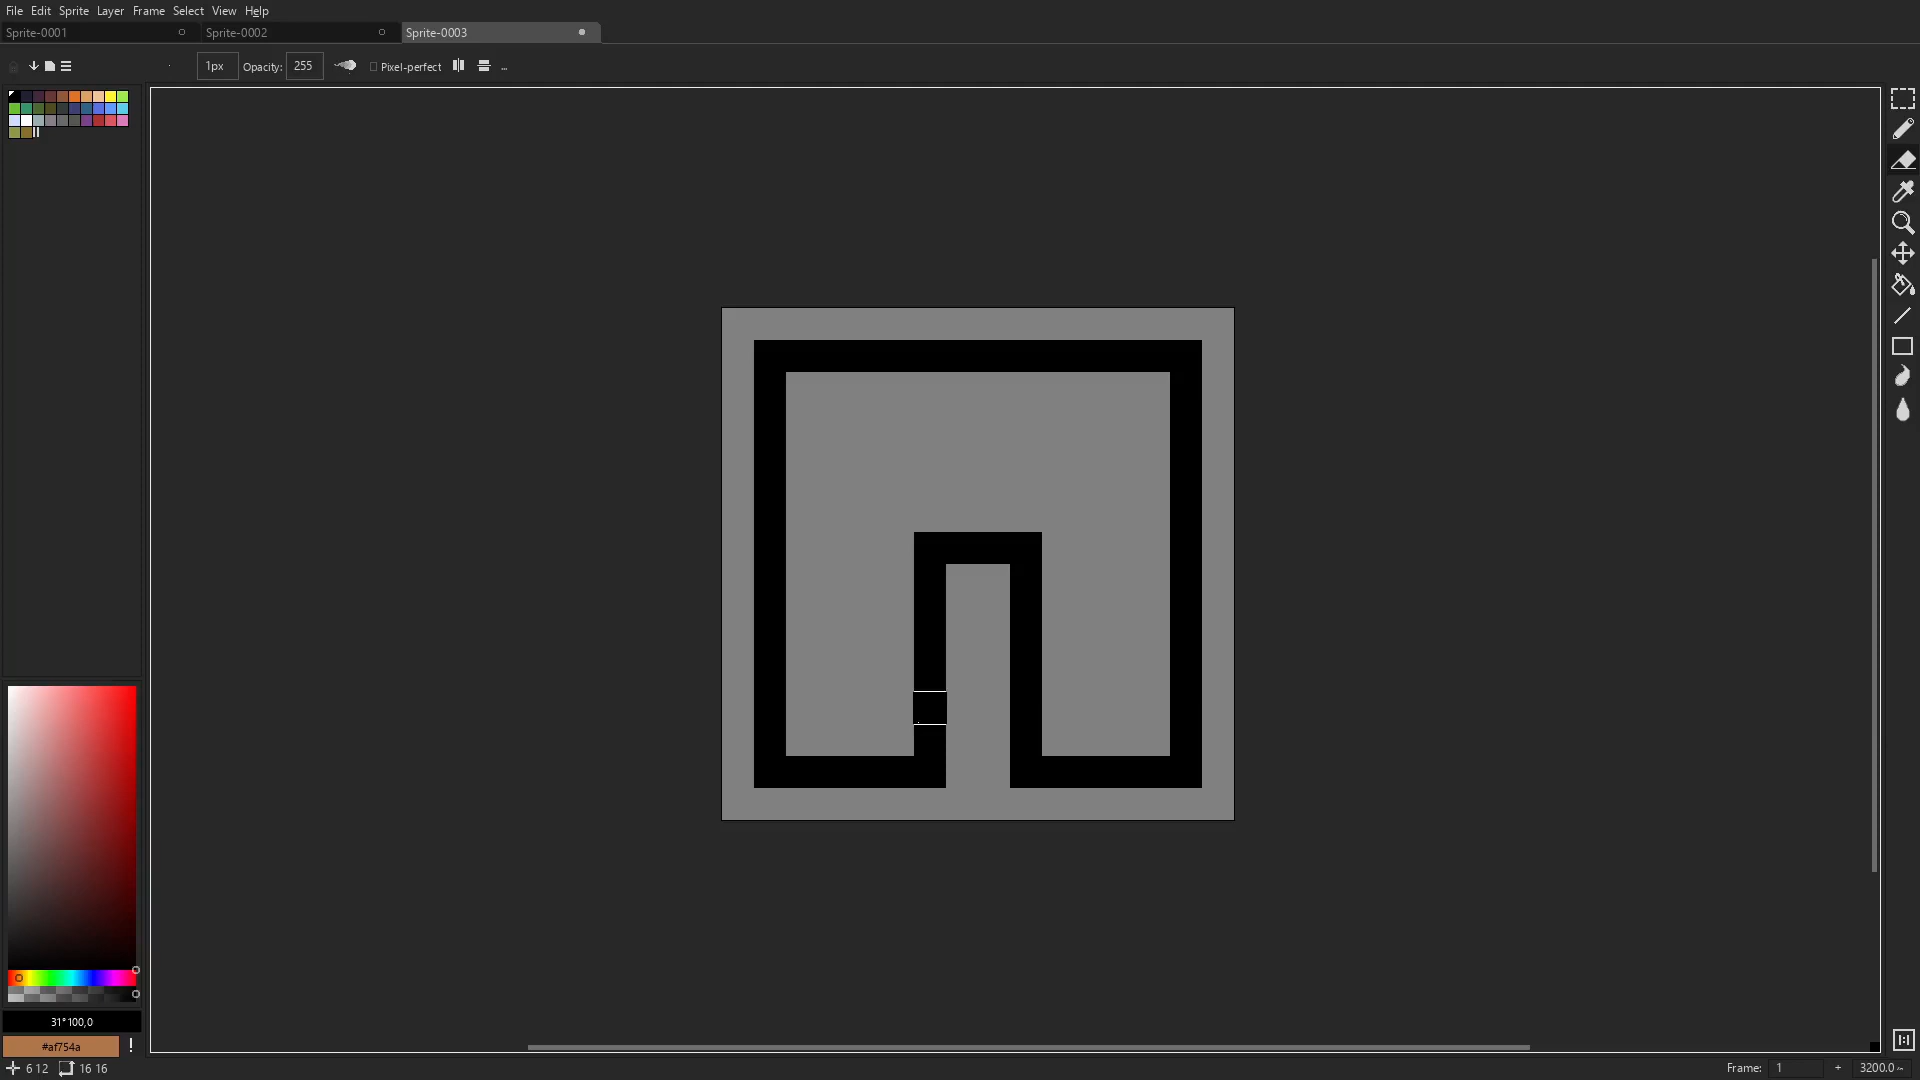 File Edit Sprite Layer Frame Select View Help
Sprite-0001 Sprite-0002 Sprite-0003
1px Opacity: 255 Pixel-perfect ...
31°100,0
#af754a !
6 12 16 16 Frame: 1 + 3200.0